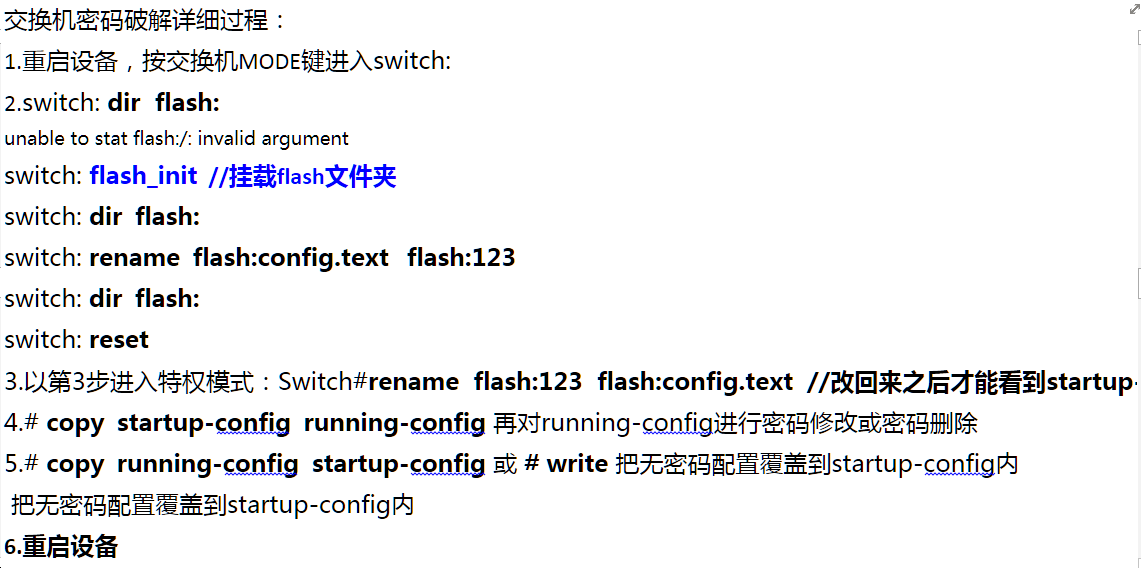 交换机密码破解详细过程：
1.重启设备，按交换机MODE键进入switch:
2.switch: dir flash:
unable to stat flash:/: invalid argument
switch: flash_init //挂载flash文件夹
switch: dir flash:
switch: rename flash:config.text flash:123
switch: dir flash:
switch: reset
3.以第3步进入特权模式：Switch#rename flash:123 flash:config.text //改回来之后才能看到startup-
4.# copy startup-config running-config 再对running-config进行密码修改或密码删除
5.# copy running-config startup-config 或 # write 把无密码配置覆盖到startup-config内
把无密码配置覆盖到startup-config内
6.重启设备